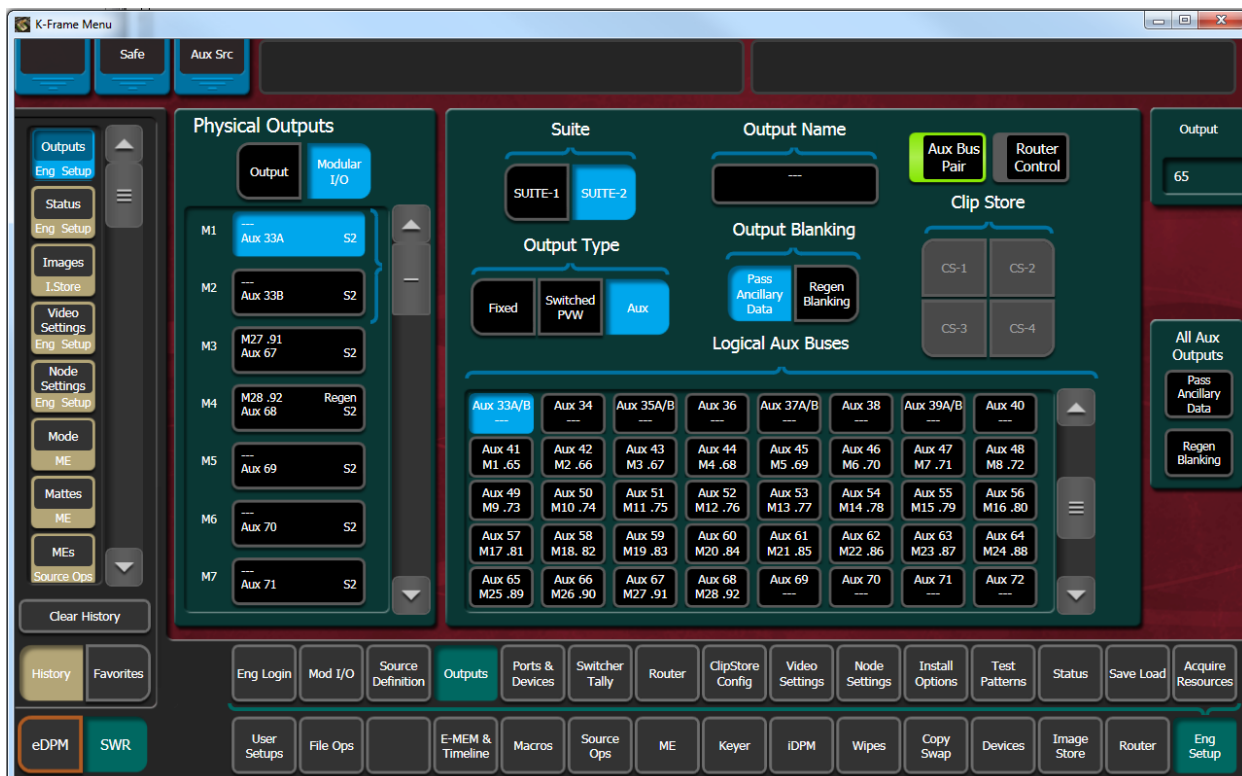 K-Frame Menu
Safe
Aux Src
Outputs
Eng Setup
Status
Eng Setup
Images
I.Store
Video
Settings
Eng Setup
Node
Settings
Eng Setup
Mode
ME
Mattes
ME
MEs
Source Ops
Clear History
History
Favorites
eDPM
SWR
Physical Outputs
Output
Modular
I/O
M1
---
Aux 33A S2
M2
---
Aux 33B S2
M3
M27 .91
Aux 67 S2
M4
M28 .92 Regen
Aux 68 S2
M5
---
Aux 69 S2
M6
---
Aux 70 S2
M7
---
Aux 71 S2
Suite
SUITE-1 SUITE-2
Output Type
Fixed
Switched
PVW
Aux
Output Name
---
Output Blanking
Pass
Ancillary
Data
Regen
Blanking
Aux Bus
Pair
Router
Control
Clip Store
CS-1 CS-2
CS-3 CS-4
Logical Aux Buses
Aux 33A/B Aux 34 Aux 35A/B Aux 36 Aux 37A/B Aux 38 Aux 39A/B Aux 40
--- --- --- --- --- --- --- ---
Aux 41 Aux 42 Aux 43 Aux 44 Aux 45 Aux 46 Aux 47 Aux 48
M1 .65 M2 .66 M3 .67 M4 .68 M5 .69 M6 .70 M7 .71 M8 .72
Aux 49 Aux 50 Aux 51 Aux 52 Aux 53 Aux 54 Aux 55 Aux 56
M9 .73 M10 .74 M11 .75 M12 .76 M13 .77 M14 .78 M15 .79 M16 .80
Aux 57 Aux 58 Aux 59 Aux 60 Aux 61 Aux 62 Aux 63 Aux 64
M17 .81 M18. 82 M19 .83 M20 .84 M21 .85 M22 .86 M23 .87 M24 .88
Aux 65 Aux 66 Aux 67 Aux 68 Aux 69 Aux 70 Aux 71 Aux 72
M25 .89 M26 .90 M27 .91 M28 .92 --- --- --- ---
Output
65
All Aux
Outputs
Pass
Ancillary
Data
Regen
Blanking
Eng Login
Mod I/O
Source
Definition
Outputs
Ports &
Devices
Switcher
Tally
Router
ClipStore
Config
Video
Settings
Node
Settings
Install
Options
Test
Patterns
Status
Save Load
Acquire
Resources
User
Setups
File Ops
E-MEM &
Timeline
Macros
Source
Ops
ME
Keyer
iDPM
Wipes
Copy
Swap
Devices
Image
Store
Router
Eng
Setup